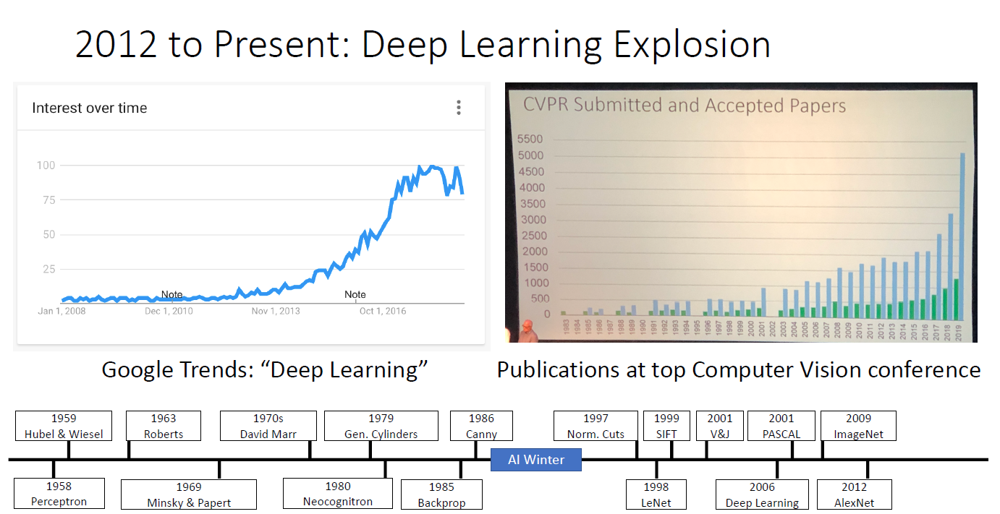 2012 to Present: Deep Learning Explosion
Interest over time
100
75
50
25
Note
Note
Jan 1, 2008
Dec 1, 2010
Nov 1, 2013
Oct 1, 2016
Google Trends: “Deep Learning”
CVPR Submitted and Accepted Papers
5500
5000
4500
4000
3500
3000
2500
2000
1500
1000
500
0
1983
1984
1985
1986
1987
1988
1989
1990
1991
1992
1993
1994
1995
1996
1997
1998
1999
2000
2001
2002
2003
2004
2005
2006
2007
2008
2009
2010
2011
2012
2013
2014
2015
2016
2017
2018
2019
Publications at top Computer Vision conference
1959
Hubel & Wiesel
1963
Roberts
1970s
David Marr
1979
Gen. Cylinders
1986
Canny
1997
Norm. Cuts
1999
SIFT
2001
V&J
2001
PASCAL
2009
ImageNet
AI Winter
1958
Perceptron
1969
Minsky & Papert
1980
Neocognitron
1985
Backprop
1998
LeNet
2006
Deep Learning
2012
AlexNet